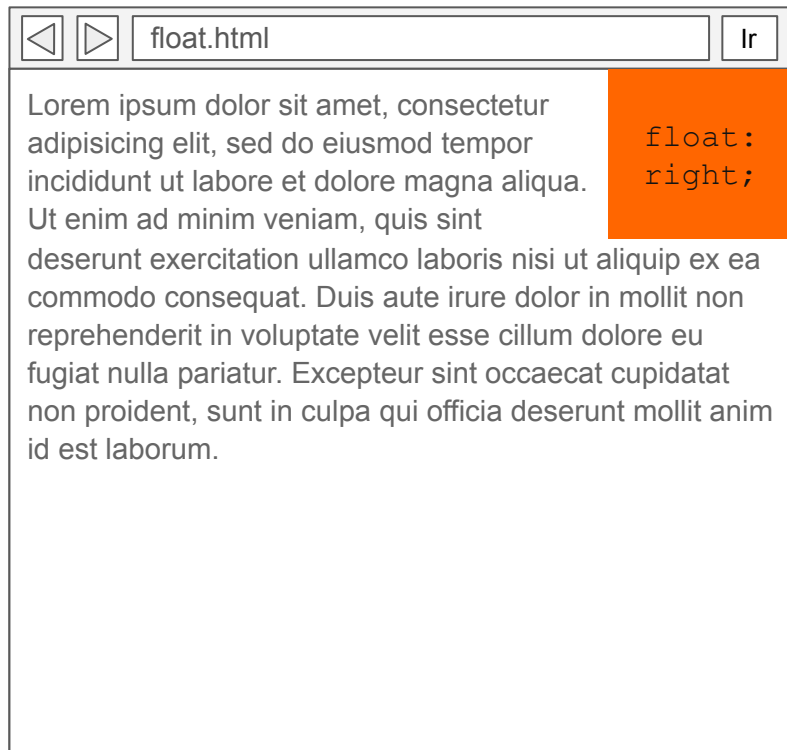 float.html
Ir
Lorem ipsum dolor sit amet, consectetur
adipisicing elit, sed do eiusmod tempor
incididunt ut labore et dolore magna aliqua.
Ut enim ad minim veniam, quis sint
deserunt exercitation ullamco laboris nisi ut aliquip ex ea
commodo consequat. Duis aute irure dolor in mollit non
reprehenderit in voluptate velit esse cillum dolore eu
fugiat nulla pariatur. Excepteur sint occaecat cupidatat
non proident, sunt in culpa qui officia deserunt mollit anim
id est laborum.
float:
right;